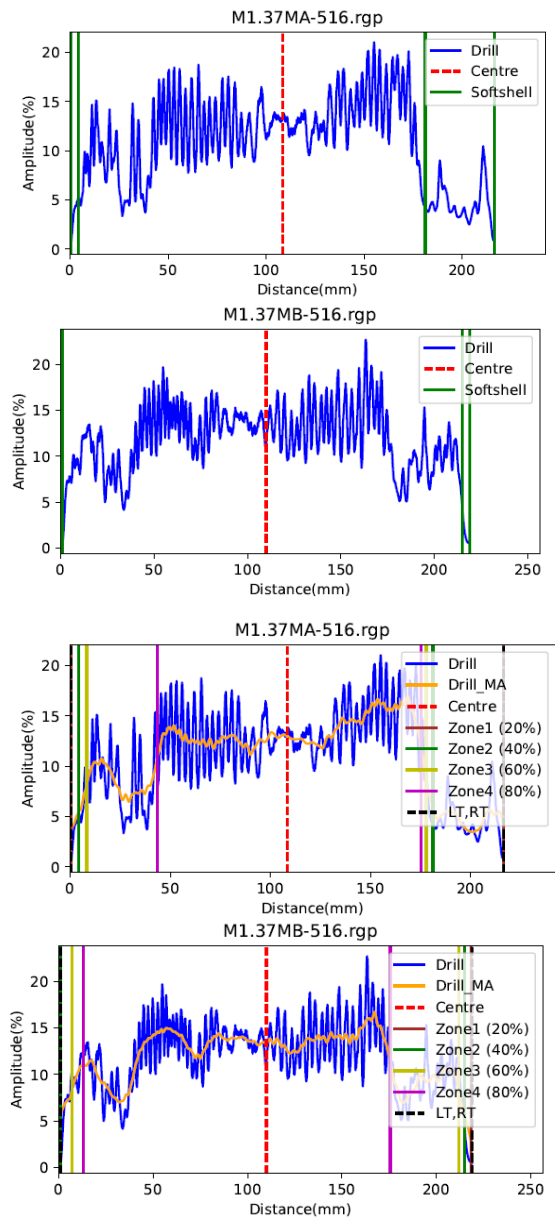 M1.37MA-516.rgp
20
15
10
5
0
Amplitude(%)
Drill
Centre
Softshell
0 50 100 150 200
Distance(mm)
M1.37MB-516.rgp
20
15
10
5
0
Amplitude(%)
Drill
Centre
Softshell
0 50 100 150 200 250
Distance(mm)
M1.37MA-516.rgp
20
15
10
5
0
Amplitude(%)
Drill
Drill_MA
Centre
Zone1 (20%)
Zone2 (40%)
Zone3 (60%)
Zone4 (80%)
LT,RT
0 50 100 150 200
Distance(mm)
M1.37MB-516.rgp
20
15
10
5
0
Amplitude(%)
Drill
Drill_MA
Centre
Zone1 (20%)
Zone2 (40%)
Zone3 (60%)
Zone4 (80%)
LT,RT
0 50 100 150 200 250
Distance(mm)